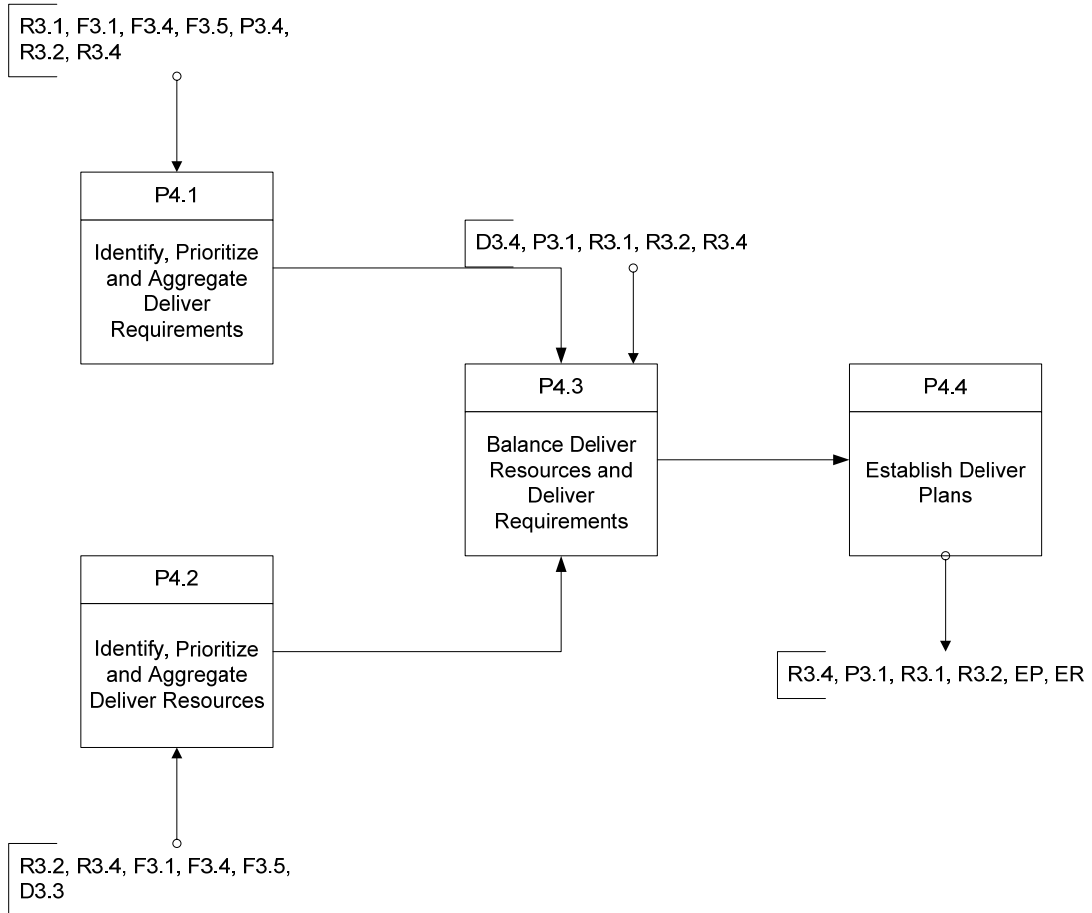 R3.1, F3.1, F3.4, F3.5, P3.4,
R3.2, R3.4
P4.1
Identify, Prioritize
and Aggregate
Deliver
Requirements
D3.4, P3.1, R3.1, R3.2, R3.4
P4.3
Balance Deliver
Resources and
Deliver
Requirements
P4.4
Establish Deliver
Plans
P4.2
Identify, Prioritize
and Aggregate
Deliver Resources
R3.4, P3.1, R3.1, R3.2, EP, ER
R3.2, R3.4, F3.1, F3.4, F3.5,
D3.3